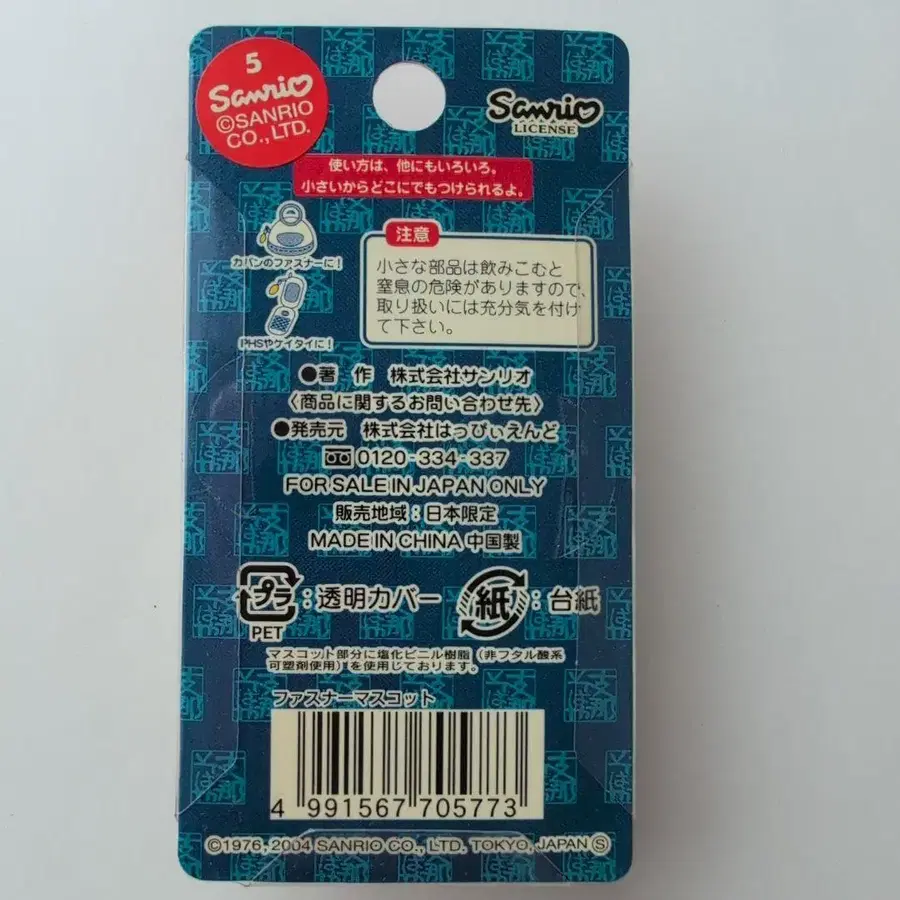 5
Sanrio
©SANRIO
CO., LTD.
Sanrio
LICENSE
使い方は、他にもいろいろ。
小さいからどこにでもつけられるよ。
カバンのファスナーに!
PHSやケイタイに!
注意
小さな部品は飲みこむと
窒息の危険がありますので、
取り扱いには充分気を付け
て下さい。
●著 作 株式会社サンリオ
〈商品に関するお問い合わせ先〉
●発売元 株式会社はっぴぃえんど
0120-334-337
FOR SALE IN JAPAN ONLY
販売地域:日本限定
MADE IN CHINA 中国製
プラ:透明カバー
PET
紙:台紙
マスコット部分に塩化ビニル樹脂(非フタル酸系
可塑剤使用)を使用しております。
ファスナーマスコット
4 991567 705773
©1976, 2004 SANRIO CO., LTD. TOKYO, JAPAN Ⓢ